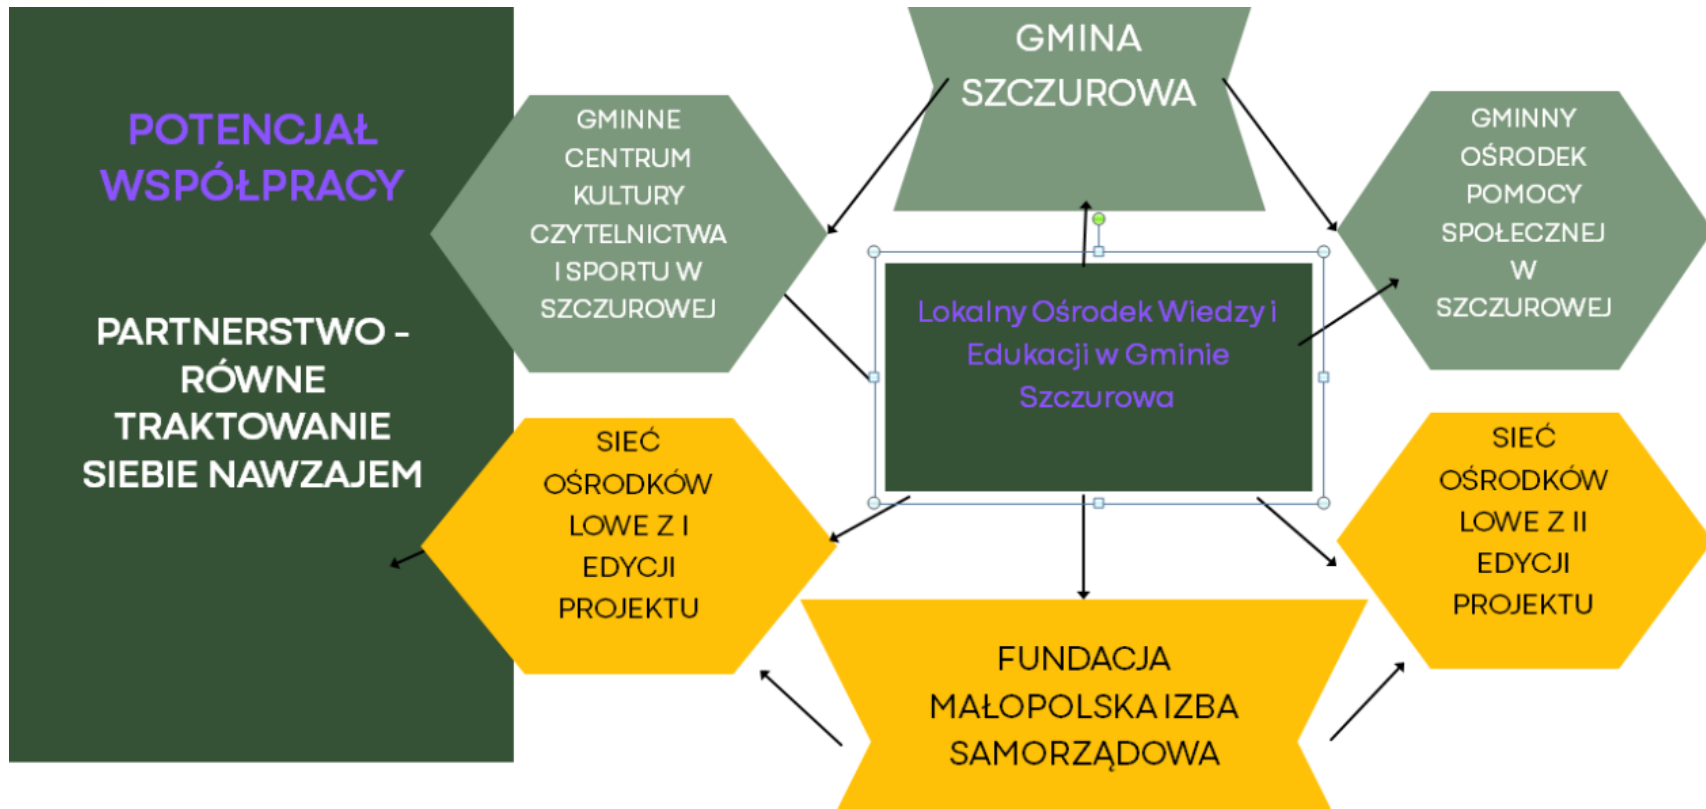 POTENCJAŁ
WSPÓŁPRACY
PARTNERSTWO -
RÓWNE
TRAKTOWANIE
SIEBIE NAWZAJEM
GMINNE
CENTRUM
KULTURY
CZYTELNICTWA
I SPORTU W
SZCZUROWEJ
GMINA
SZCZUROWA
GMINNY
OŚRODEK
POMOCY
SPOŁECZNEJ
W
SZCZUROWEJ
Lokalny Ośrodek Wiedzy i
Edukacji w Gminie
Szczurowa
SIEĆ
OŚRODKÓW
LOWE Z I
EDYCJI
PROJEKTU
FUNDACJA
MAŁOPOLSKA IZBA
SAMORZĄDOWA
SIEĆ
OŚRODKÓW
LOWE Z II
EDYCJI
PROJEKTU